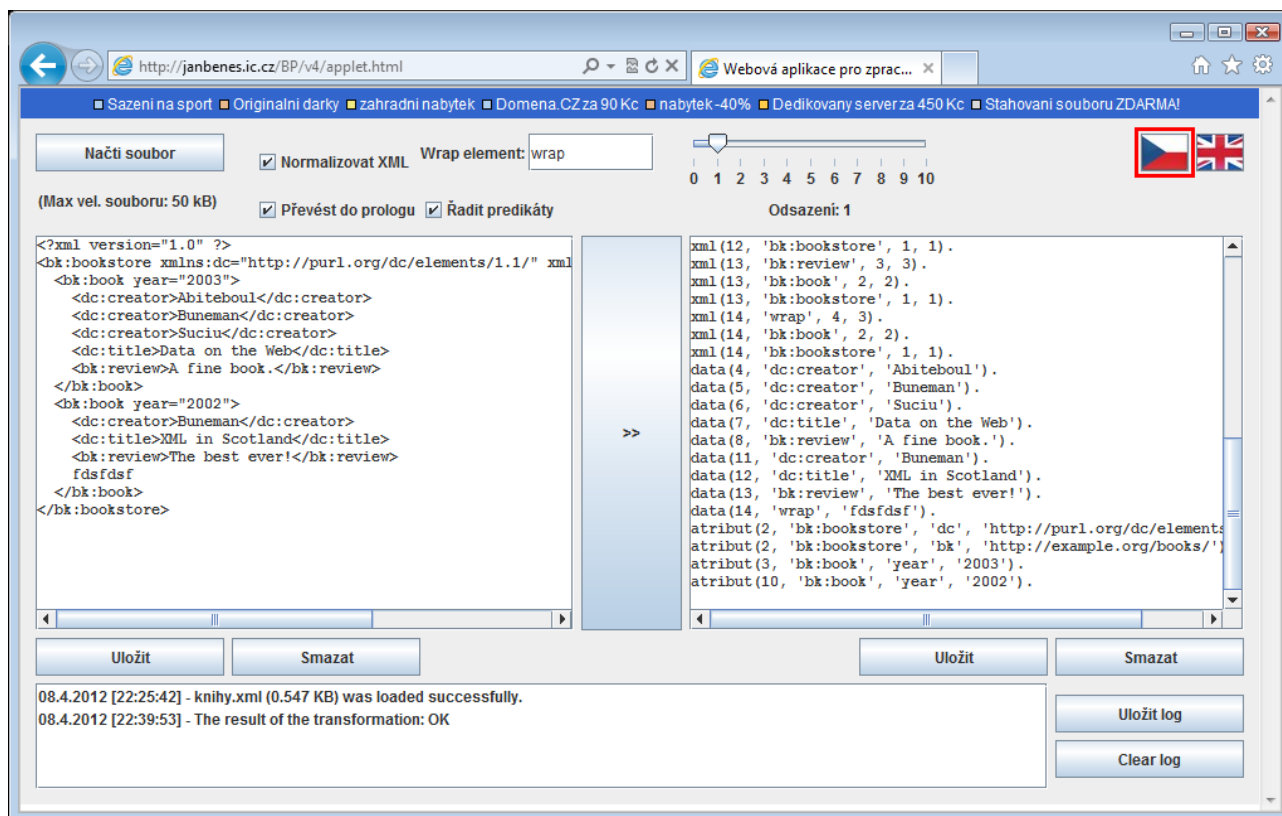 http://janbenes.ic.cz/BP/v4/applet.html
Webová aplikace pro zprac...
Sazeni na sport Originalni darky zahradni nabytek Domena.CZ za 90 Kc nabytek -40% Dedikovany server za 450 Kc Stahovani souboru ZDARMA!
Načti soubor
Normalizovat XML
Wrap element: wrap
0 1 2 3 4 5 6 7 8 9 10
(Max vel. souboru: 50 kB)
Převést do prologu
Řadit predikáty
Odsazení: 1
<?xml version="1.0" ?>
<bk:bookstore xmlns:dc="http://purl.org/dc/elements/1.1/" xml
<bk:book year="2003">
<dc:creator>Abiteboul</dc:creator>
<dc:creator>Buneman</dc:creator>
<dc:creator>Suciu</dc:creator>
<dc:title>Data on the Web</dc:title>
<bk:review>A fine book.</bk:review>
</bk:book>
<bk:book year="2002">
<dc:creator>Buneman</dc:creator>
<dc:title>XML in Scotland</dc:title>
<bk:review>The best ever!</bk:review>
fdsfdsf
</bk:book>
</bk:bookstore>
>>
xml(12, 'bk:bookstore', 1, 1).
xml(13, 'bk:review', 3, 3).
xml(13, 'bk:book', 2, 2).
xml(13, 'bk:bookstore', 1, 1).
xml(14, 'wrap', 4, 3).
xml(14, 'bk:book', 2, 2).
xml(14, 'bk:bookstore', 1, 1).
data(4, 'dc:creator', 'Abiteboul').
data(5, 'dc:creator', 'Buneman').
data(6, 'dc:creator', 'Suciu').
data(7, 'dc:title', 'Data on the Web').
data(8, 'bk:review', 'A fine book.').
data(11, 'dc:creator', 'Buneman').
data(12, 'dc:title', 'XML in Scotland').
data(13, 'bk:review', 'The best ever!').
data(14, 'wrap', 'fdsfdsf').
atribut(2, 'bk:bookstore', 'dc', 'http://purl.org/dc/elements
atribut(2, 'bk:bookstore', 'bk', 'http://example.org/books/')
atribut(3, 'bk:book', 'year', '2003').
atribut(10, 'bk:book', 'year', '2002').
Uložit
Smazat
Uložit
Smazat
08.4.2012 [22:25:42] - knihy.xml (0.547 KB) was loaded successfully.
08.4.2012 [22:39:53] - The result of the transformation: OK
Uložit log
Clear log